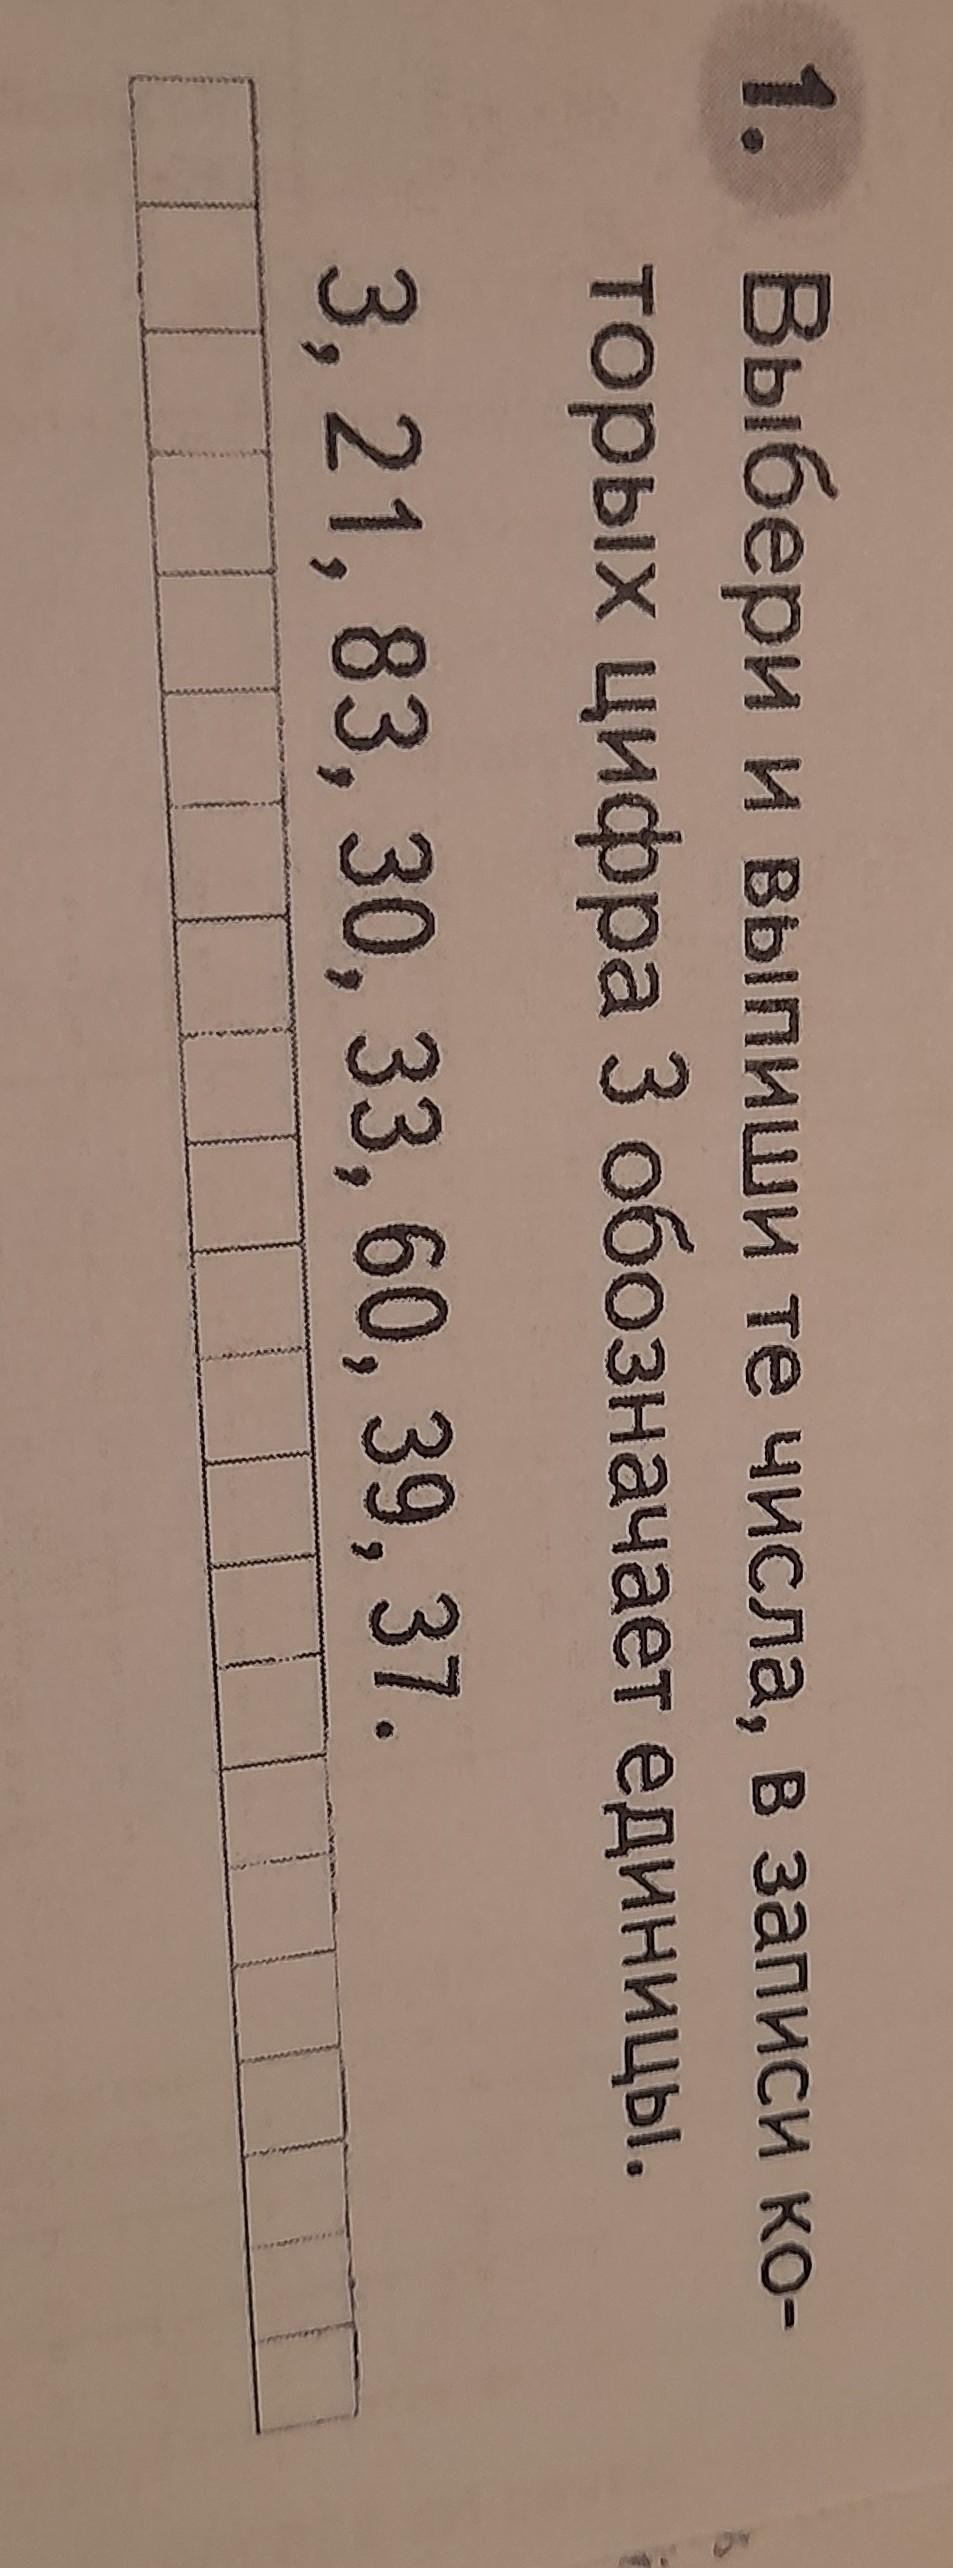 1. Выбери и выпиши те числа, в записи ко-
торых цифра 3 обозначает единицы.
3, 21, 83, 30, 33, 60, 39, 37.